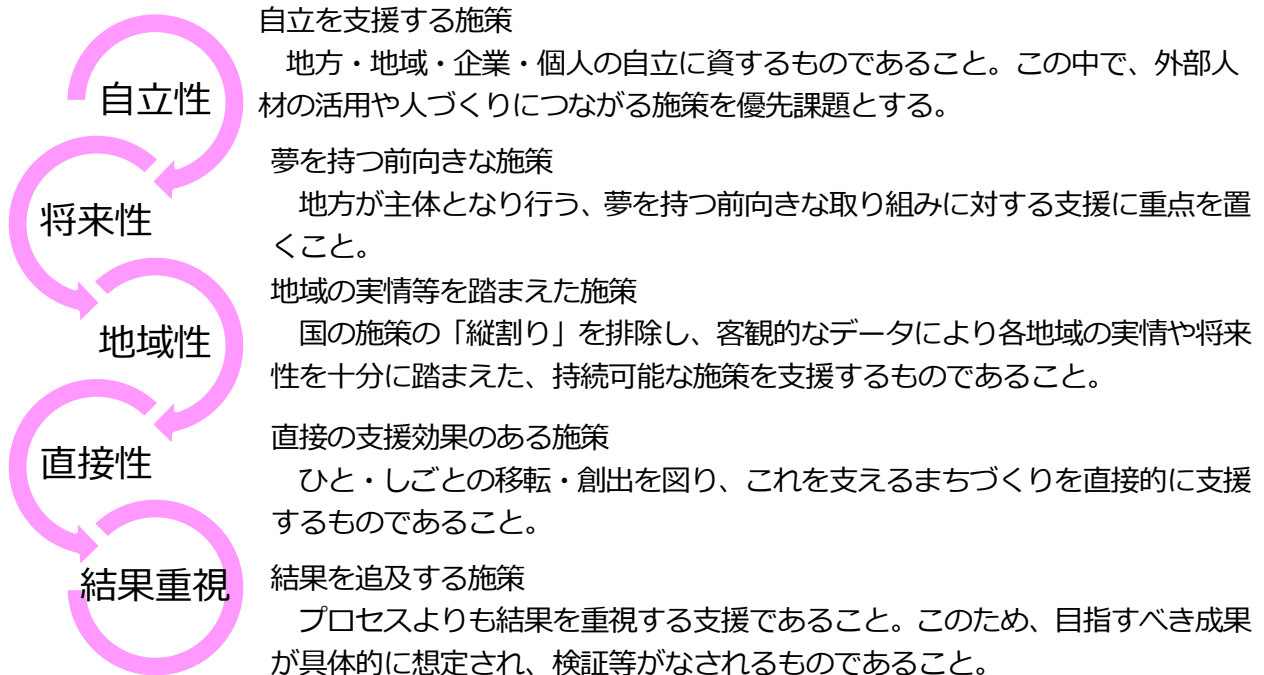 自立性
自立を支援する施策
地方・地域・企業・個人の自立に資するものであること。この中で、外部人
材の活用や人づくりにつながる施策を優先課題とする。
将来性
夢を持つ前向きな施策
地方が主体となり行う、夢を持つ前向きな取り組みに対する支援に重点を置
くこと。
地域性
地域の実情等を踏まえた施策
国の施策の「縦割り」を排除し、客観的なデータにより各地域の実情や将来
性を十分に踏まえた、持続可能な施策を支援するものであること。
直接性
直接の支援効果のある施策
ひと・しごとの移転・創出を図り、これを支えるまちづくりを直接的に支援
するものであること。
結果重視
結果を追及する施策
プロセスよりも結果を重視する支援であること。このため、目指すべき成果
が具体的に想定され、検証等がなされるものであること。